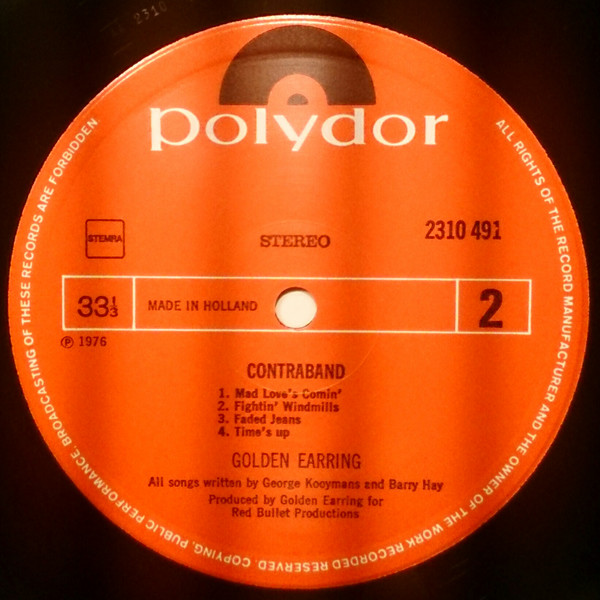 2310
polydor
BROADCASTING OF THESE RECORDS ARE FORBIDDEN
ALL RIGHTS OF THE RECORD MANUFACTURER AND THE OWNER OF THE WORK RECORDED RESERVED. COPYING, PUBLIC PERFORMANCE,
STEMRA
STEREO
2310 491
33 1/3
MADE IN HOLLAND
2
℗ 1976
CONTRABAND
1. Mad Love's Comin'
2. Fightin' Windmills
3. Faded Jeans
4. Time's up
GOLDEN EARRING
All songs written by George Kooymans and Barry Hay
Produced by Golden Earring for
Red Bullet Productions